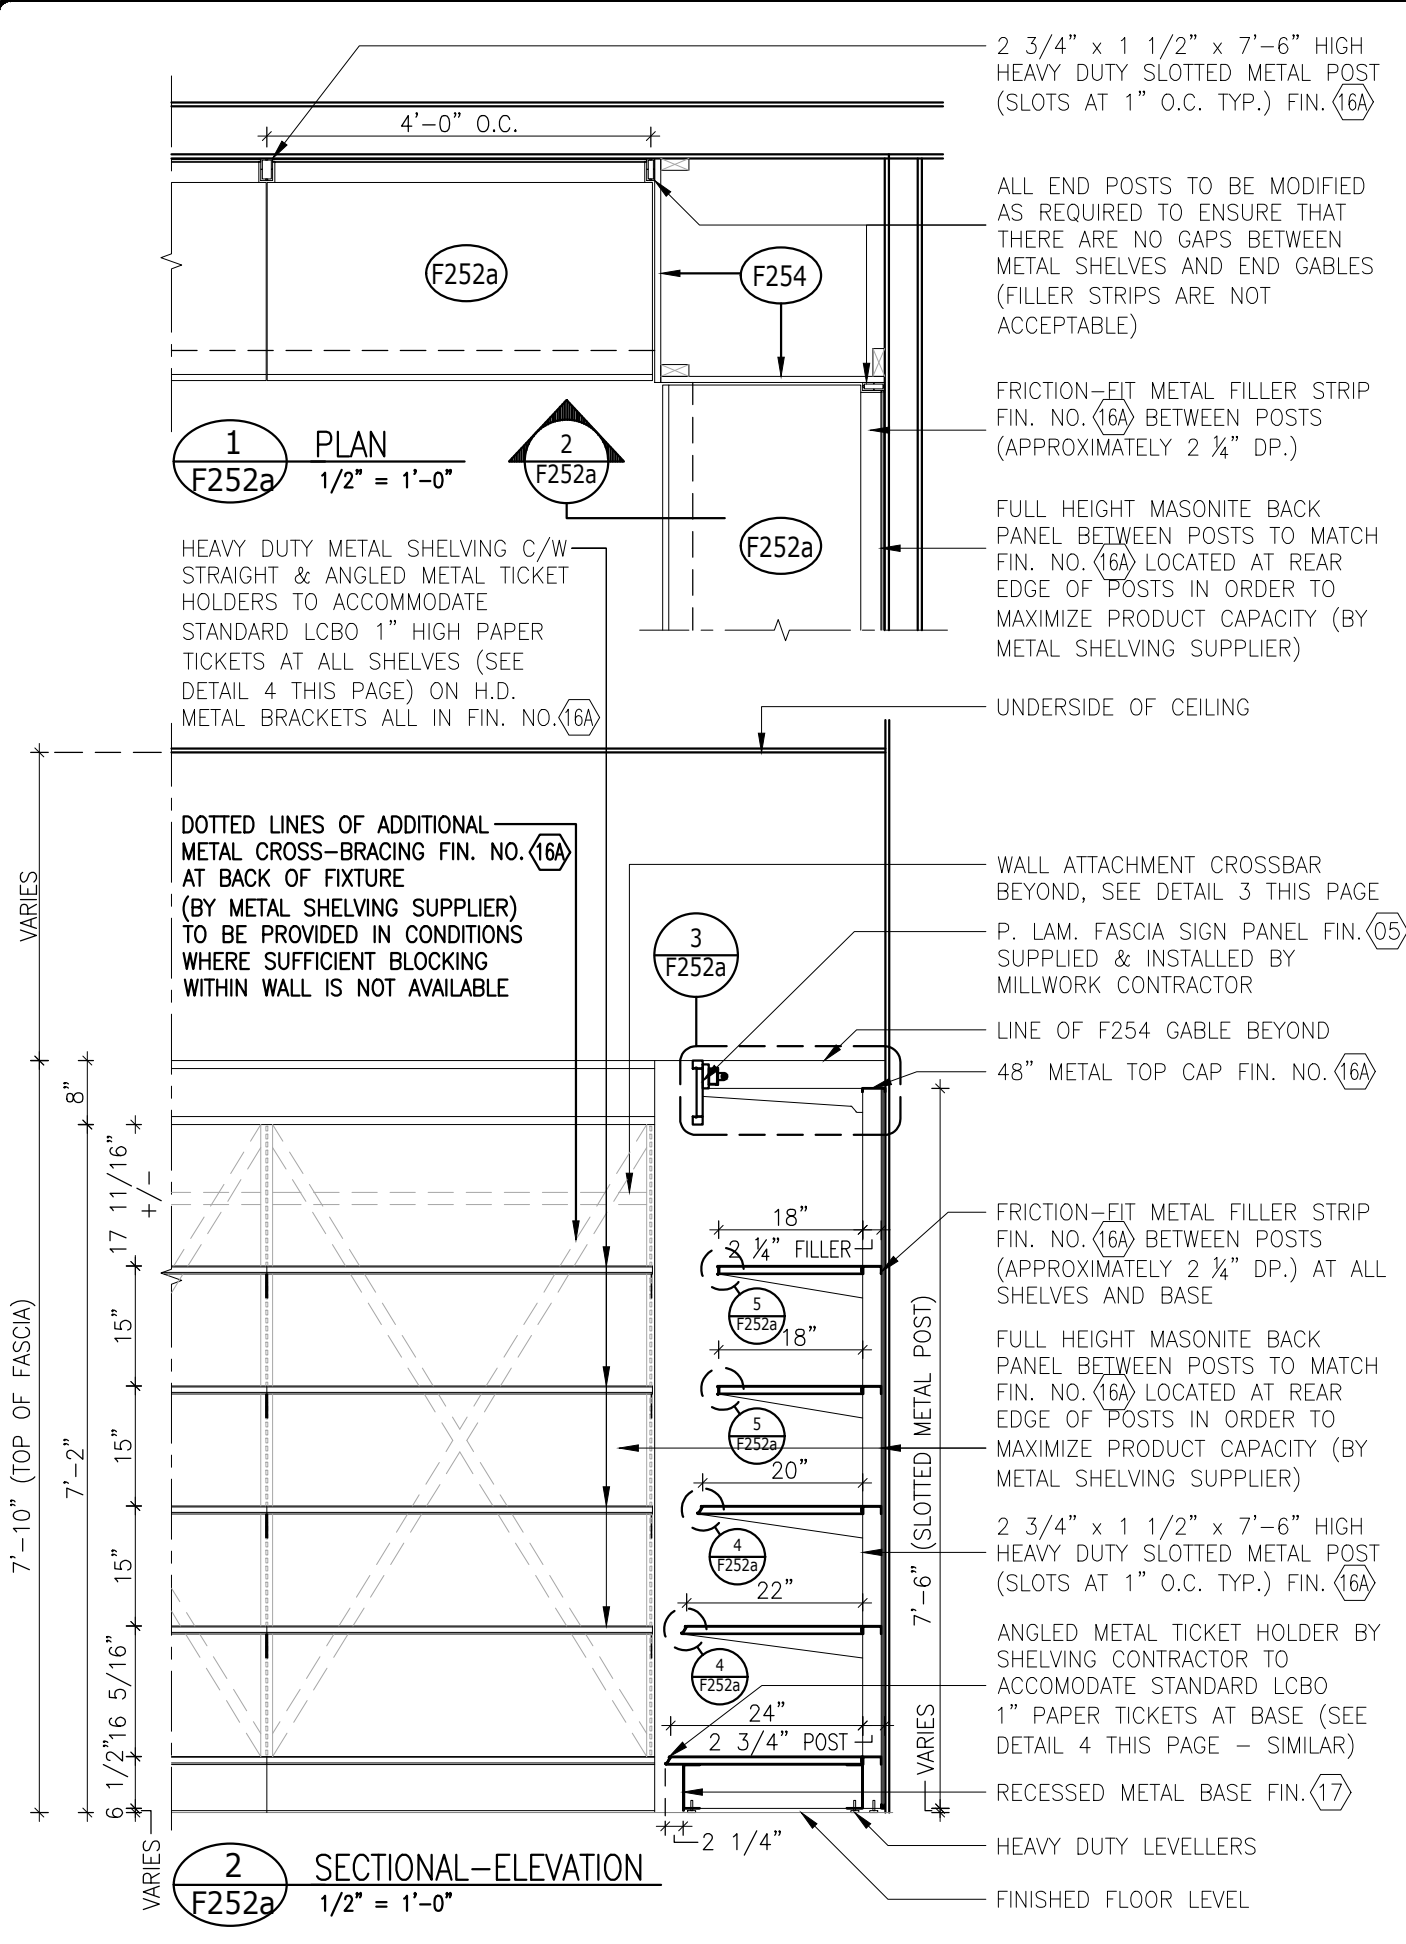 2 3/4" x 1 1/2" x 7'-6" HIGH
HEAVY DUTY SLOTTED METAL POST
(SLOTS AT 1" O.C. TYP.) FIN. 16A
4'-0" O.C.
ALL END POSTS TO BE MODIFIED
AS REQUIRED TO ENSURE THAT
THERE ARE NO GAPS BETWEEN
METAL SHELVES AND END GABLES
(FILLER STRIPS ARE NOT
ACCEPTABLE)
F252a
F254
FRICTION-FIT METAL FILLER STRIP
FIN. NO. 16A BETWEEN POSTS
(APPROXIMATELY 2 ¼" DP.)
1
F252a
PLAN
1/2" = 1'-0"
2
F252a
F252a
FULL HEIGHT MASONITE BACK
PANEL BETWEEN POSTS TO MATCH
FIN. NO. 16A LOCATED AT REAR
EDGE OF POSTS IN ORDER TO
MAXIMIZE PRODUCT CAPACITY (BY
METAL SHELVING SUPPLIER)
HEAVY DUTY METAL SHELVING C/W
STRAIGHT & ANGLED METAL TICKET
HOLDERS TO ACCOMMODATE
STANDARD LCBO 1" HIGH PAPER
TICKETS AT ALL SHELVES (SEE
DETAIL 4 THIS PAGE) ON H.D.
METAL BRACKETS ALL IN FIN. NO. 16A
UNDERSIDE OF CEILING
DOTTED LINES OF ADDITIONAL
METAL CROSS-BRACING FIN. NO. 16A
AT BACK OF FIXTURE
(BY METAL SHELVING SUPPLIER)
TO BE PROVIDED IN CONDITIONS
WHERE SUFFICIENT BLOCKING
WITHIN WALL IS NOT AVAILABLE
WALL ATTACHMENT CROSSBAR
BEYOND, SEE DETAIL 3 THIS PAGE
P. LAM. FASCIA SIGN PANEL FIN. 05
SUPPLIED & INSTALLED BY
MILLWORK CONTRACTOR
LINE OF F254 GABLE BEYOND
48" METAL TOP CAP FIN. NO. 16A
3
F252a
VARIES
7'-10" (TOP OF FASCIA)
8"
7'-2"
17 11/16"
+/-
15"
15"
15"
16 5/16"
6 1/2"
VARIES
18"
2 ¼" FILLER
5
F252a
18"
5
F252a
20"
4
F252a
22"
4
F252a
24"
2 3/4" POST
2 1/4"
7'-6" (SLOTTED METAL POST)
VARIES
FRICTION-FIT METAL FILLER STRIP
FIN. NO. 16A BETWEEN POSTS
(APPROXIMATELY 2 ¼" DP.) AT ALL
SHELVES AND BASE
FULL HEIGHT MASONITE BACK
PANEL BETWEEN POSTS TO MATCH
FIN. NO. 16A LOCATED AT REAR
EDGE OF POSTS IN ORDER TO
MAXIMIZE PRODUCT CAPACITY (BY
METAL SHELVING SUPPLIER)
2 3/4" x 1 1/2" x 7'-6" HIGH
HEAVY DUTY SLOTTED METAL POST
(SLOTS AT 1" O.C. TYP.) FIN. 16A
ANGLED METAL TICKET HOLDER BY
SHELVING CONTRACTOR TO
ACCOMODATE STANDARD LCBO
1" PAPER TICKETS AT BASE (SEE
DETAIL 4 THIS PAGE - SIMILAR)
RECESSED METAL BASE FIN. 17
HEAVY DUTY LEVELLERS
FINISHED FLOOR LEVEL
2
F252a
SECTIONAL-ELEVATION
1/2" = 1'-0"